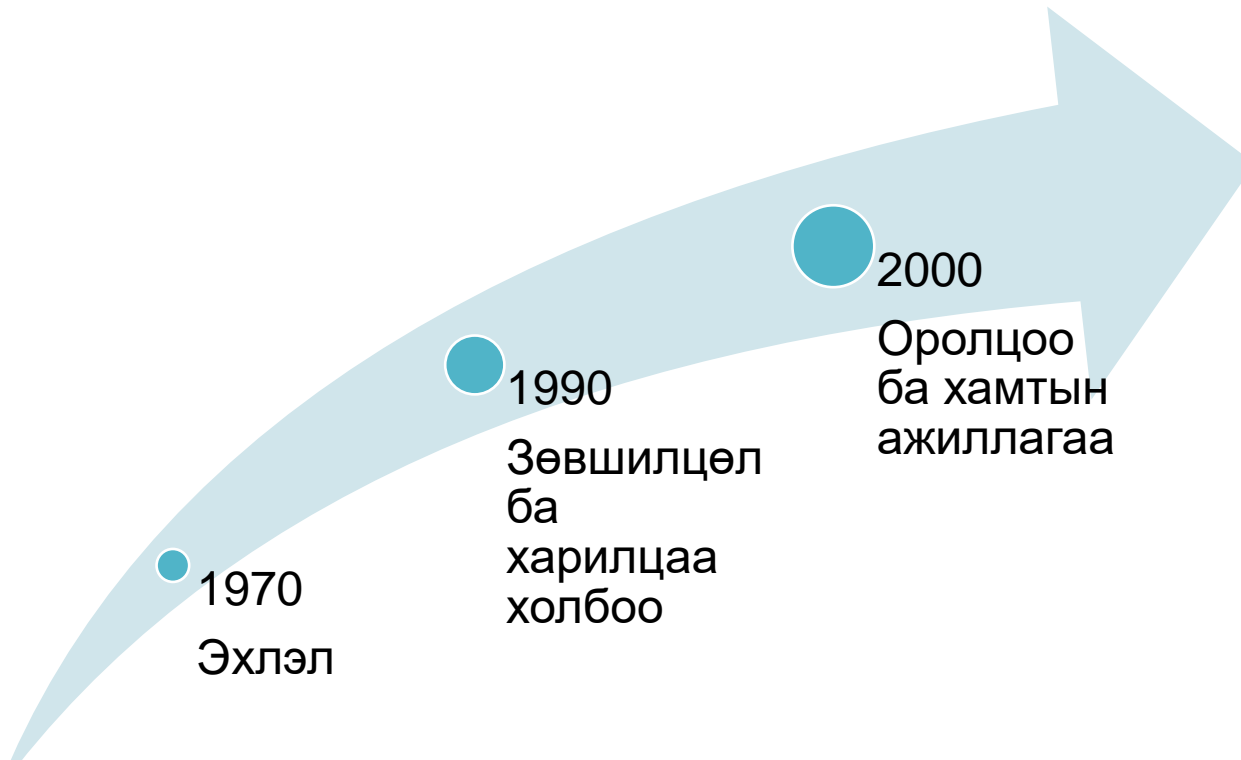 1970
Эхлэл
1990
Зөвшилцөл
ба
харилцаа
холбоо
2000
Оролцоо
ба хамтын
ажиллагаа